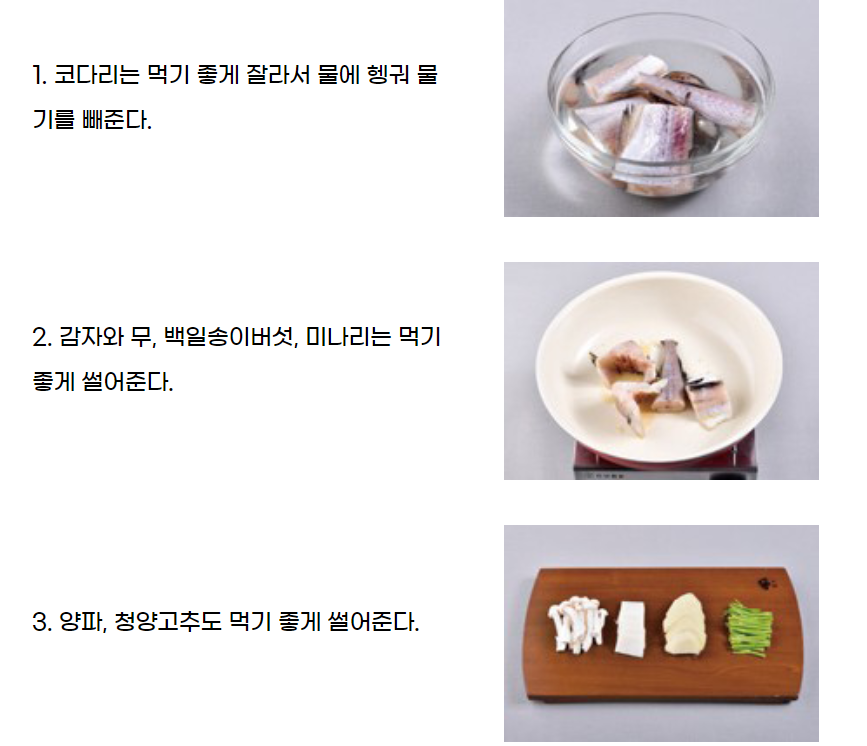 1. 코다리는 먹기 좋게 잘라서 물에 헹궈 물
기를 빼준다.
2. 감자와 무, 백일송이버섯, 미나리는 먹기
좋게 썰어준다.
3. 양파, 청양고추도 먹기 좋게 썰어준다.